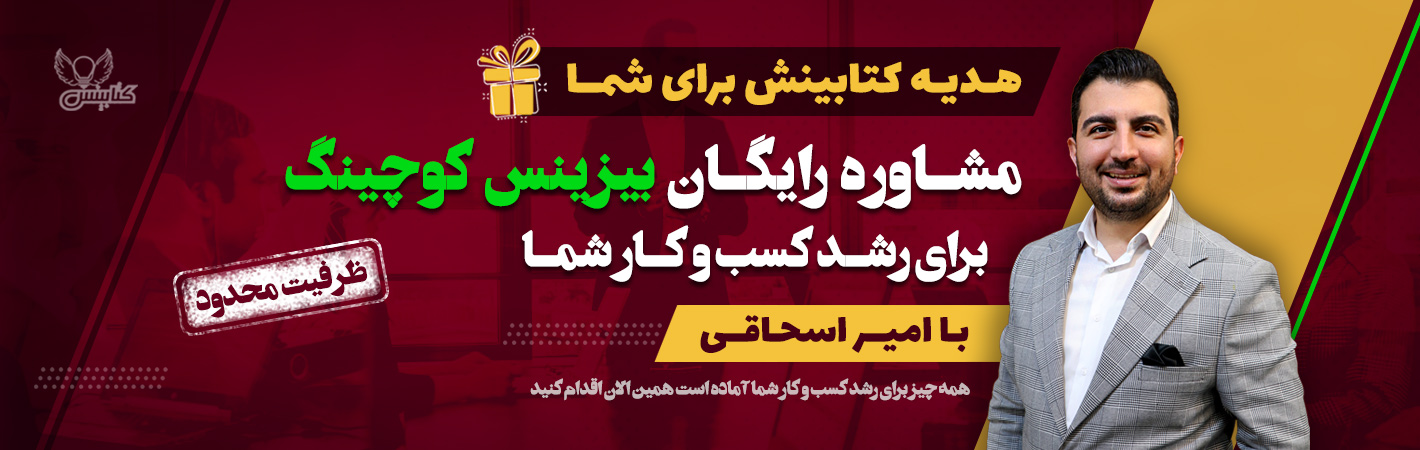 هدیه کتابینش برای شما
مشاوره رایگان بیزینس کوچینگ
برای رشد کسب و کار شما
ظرفیت محدود
با امیر اسحاقی
همه چیز برای رشد کسب و کار شما آماده است همین الان اقدام کنید
کتابینش